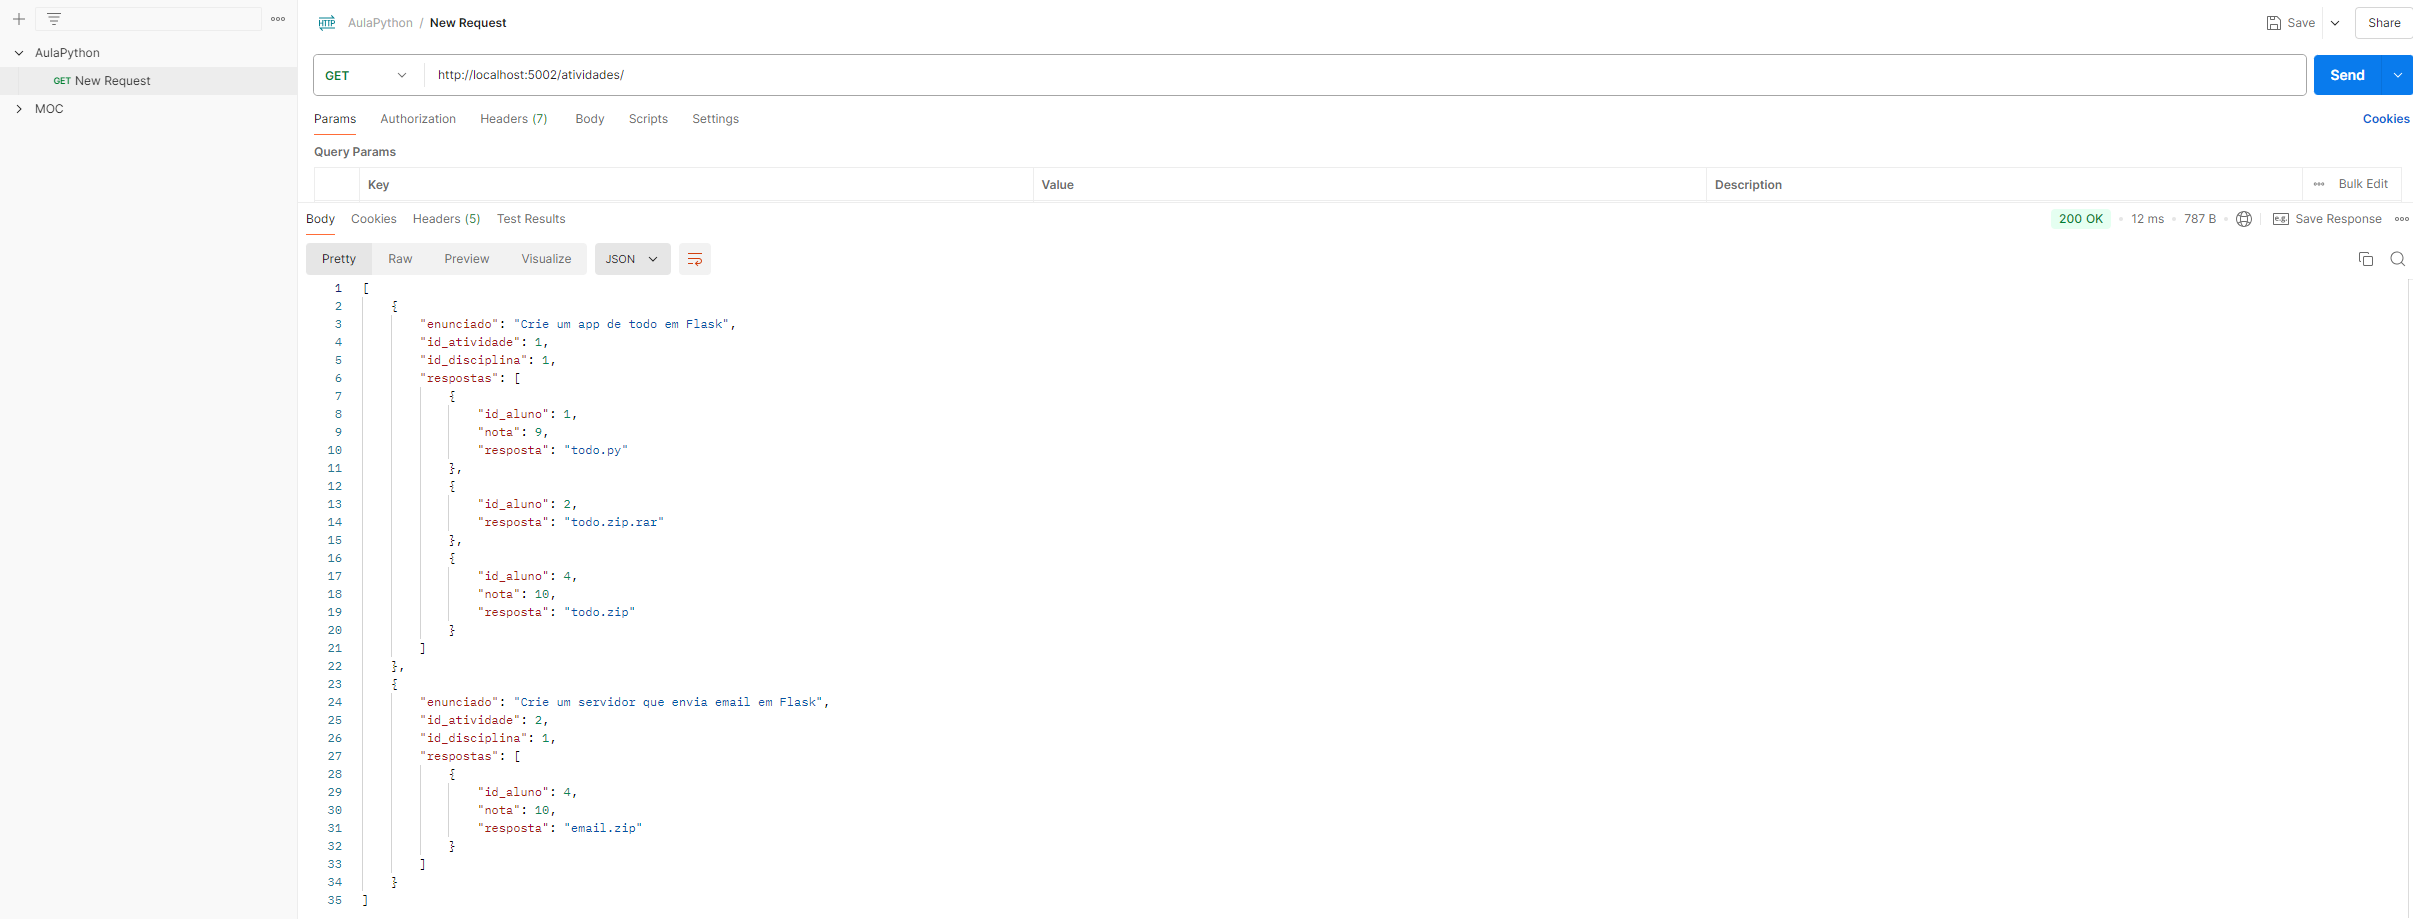 AulaPython
GET New Request
MOC
HTTP AulaPython / New Request
Save
Share
GET http://localhost:5002/atividades/
Send
Params Authorization Headers (7) Body Scripts Settings Cookies
Query Params
Key Value Description Bulk Edit
Body Cookies Headers (5) Test Results 200 OK 12 ms 787 B e.g. Save Response
Pretty Raw Preview Visualize JSON
1 [
2 {
3 "enunciado": "Crie um app de todo em Flask",
4 "id_atividade": 1,
5 "id_disciplina": 1,
6 "respostas": [
7 {
8 "id_aluno": 1,
9 "nota": 9,
10 "resposta": "todo.py"
11 },
12 {
13 "id_aluno": 2,
14 "resposta": "todo.zip.rar"
15 },
16 {
17 "id_aluno": 4,
18 "nota": 10,
19 "resposta": "todo.zip"
20 }
21 ]
22 },
23 {
24 "enunciado": "Crie um servidor que envia email em Flask",
25 "id_atividade": 2,
26 "id_disciplina": 1,
27 "respostas": [
28 {
29 "id_aluno": 4,
30 "nota": 10,
31 "resposta": "email.zip"
32 }
33 ]
34 }
35 ]